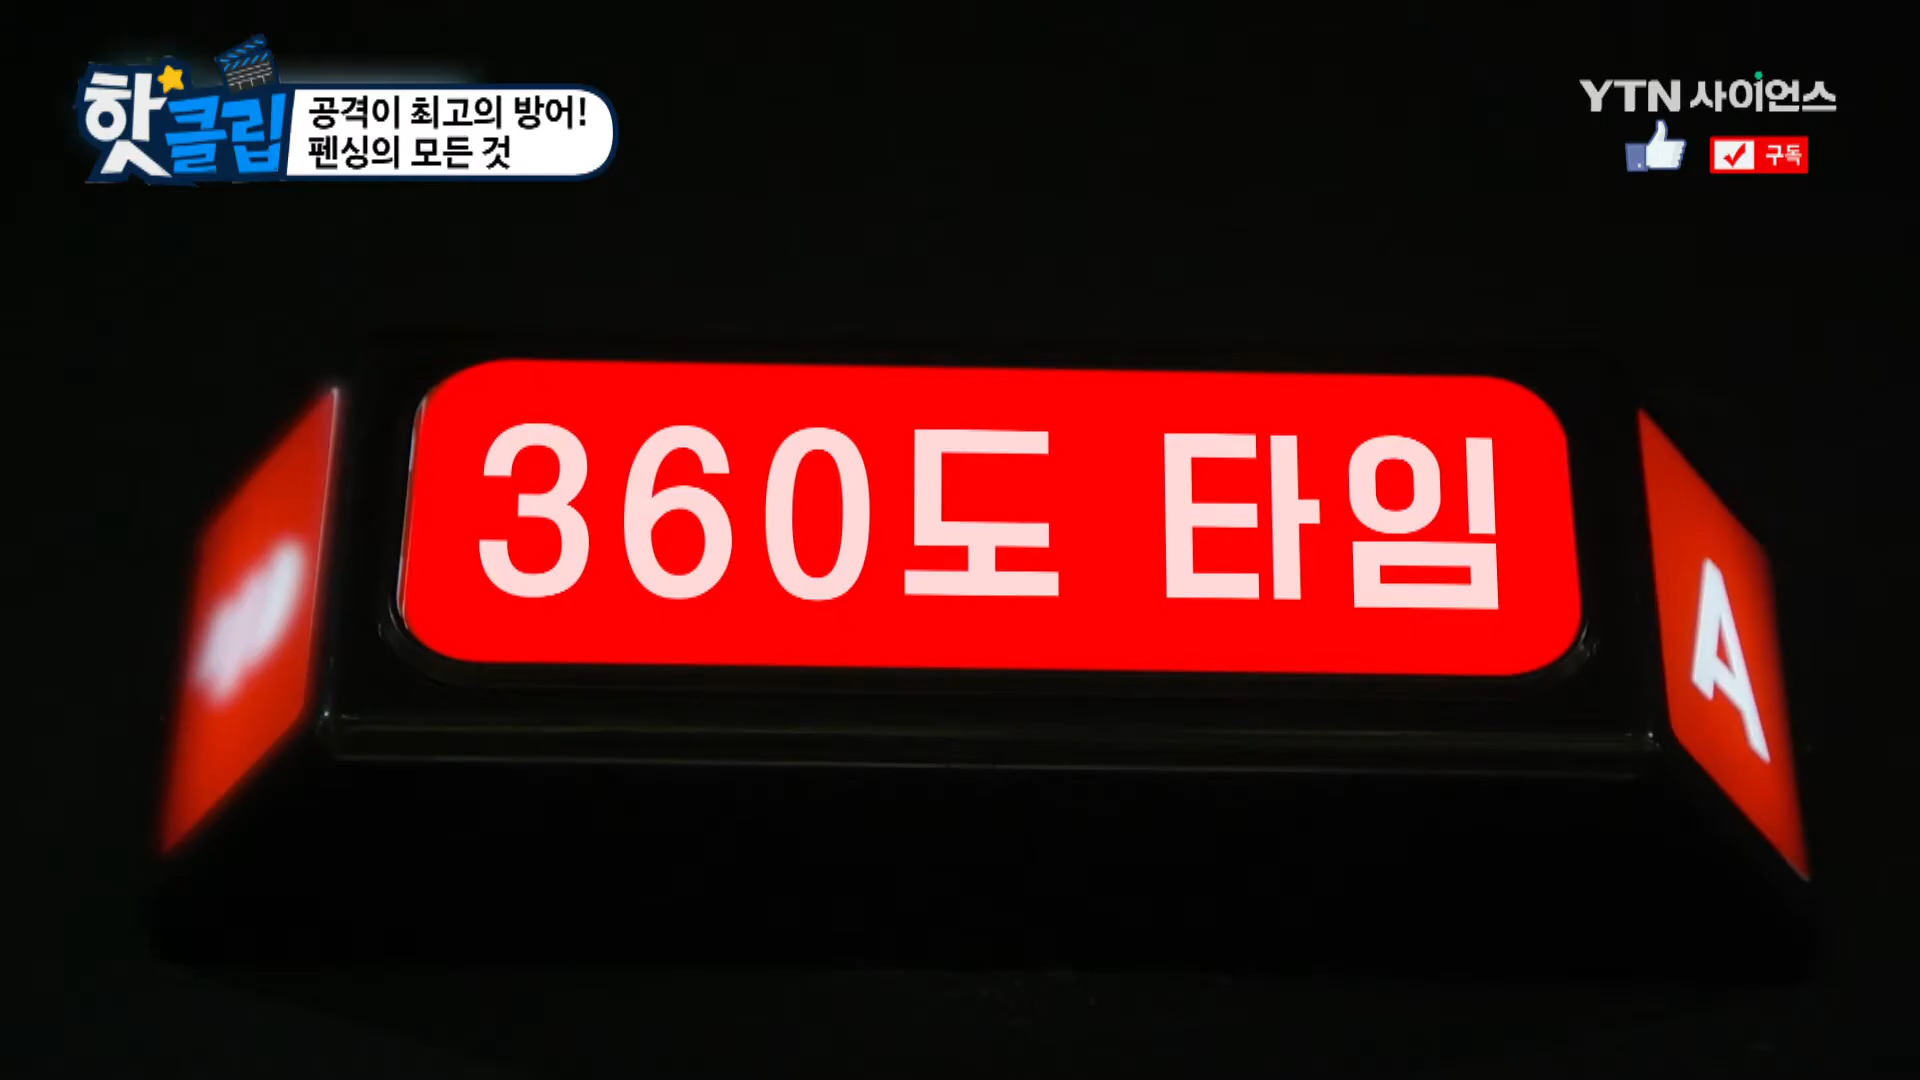 핫클립
공격이 최고의 방어!
펜싱의 모든 것
YTN 사이언스
구독
360도 타임
A